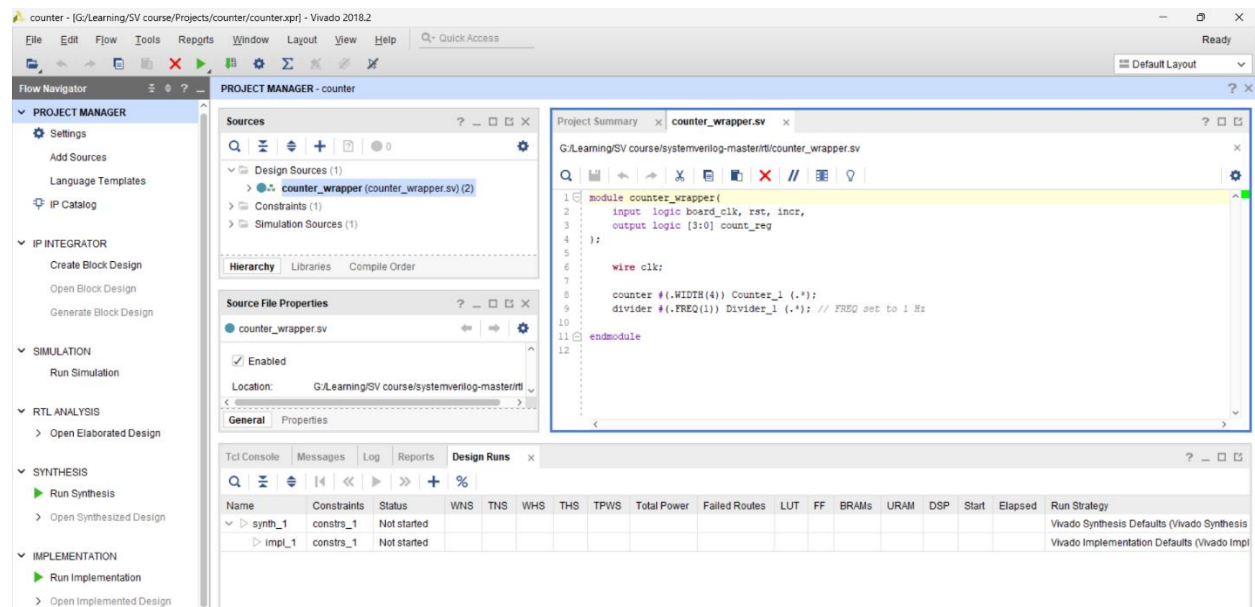 counter - [G:/Learning/SV course/Projects/counter/counter.xpr] - Vivado 2018.2
File Edit Flow Tools Reports Window Layout View Help Quick Access
Ready
Default Layout
Flow Navigator
PROJECT MANAGER
Settings
Add Sources
Language Templates
IP Catalog
IP INTEGRATOR
Create Block Design
Open Block Design
Generate Block Design
SIMULATION
Run Simulation
RTL ANALYSIS
Open Elaborated Design
SYNTHESIS
Run Synthesis
Open Synthesized Design
IMPLEMENTATION
Run Implementation
Open Implemented Design
PROJECT MANAGER - counter
Sources
0
Design Sources (1)
counter_wrapper (counter_wrapper.sv) (2)
Constraints (1)
Simulation Sources (1)
Hierarchy Libraries Compile Order
Source File Properties
counter_wrapper.sv
Enabled
Location: G:/Learning/SV course/systemverilog-master/rtl
General Properties
Project Summary counter_wrapper.sv
G:/Learning/SV course/systemverilog-master/rtl/counter_wrapper.sv
1 module counter_wrapper(
2 input logic board_clk, rst, incr,
3 output logic [3:0] count_reg
4 );
5
6 wire clk;
7
8 counter #(.WIDTH(4)) Counter_1 (.*);
9 divider #(.FREQ(1)) Divider_1 (.*); // FREQ set to 1 Hz
10
11 endmodule
12
Tcl Console Messages Log Reports Design Runs
Name Constraints Status WNS TNS WHS THS TPWS Total Power Failed Routes LUT FF BRAMs URAM DSP Start Elapsed Run Strategy
synth_1 constrs_1 Not started Vivado Synthesis Defaults (Vivado Synthesis
impl_1 constrs_1 Not started Vivado Implementation Defaults (Vivado Impl